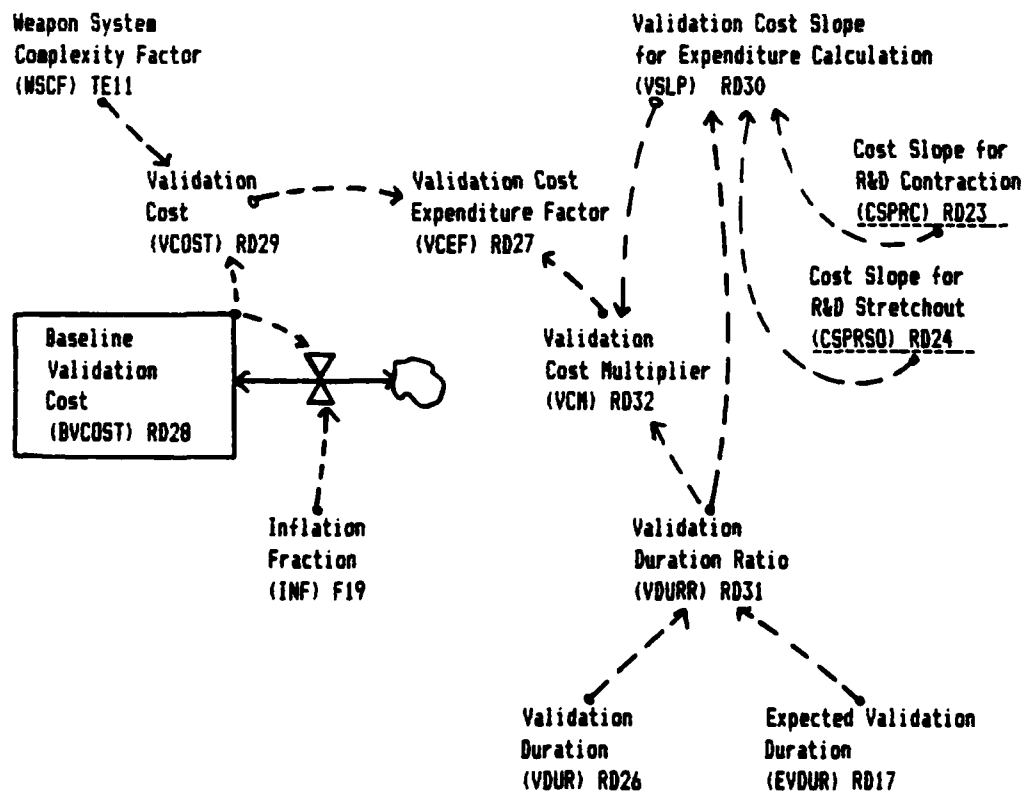 Weapon System
Complexity Factor
(WSCF) TE11
Validation Cost Slope
for Expenditure Calculation
(VSLP) RD30
Cost Slope for
R&D Contraction
(CSPRC) RD23
Validation
Cost
(VCOST) RD29
Validation Cost
Expenditure Factor
(VCEF) RD27
Cost Slope for
R&D Stretchout
(CSPRSO) RD24
Baseline
Validation
Cost
(BVCOST) RD28
Validation
Cost Multiplier
(VCM) RD32
Inflation
Fraction
(INF) F19
Validation
Duration Ratio
(VDURR) RD31
Validation
Duration
(VDUR) RD26
Expected Validation
Duration
(EVDUR) RD17